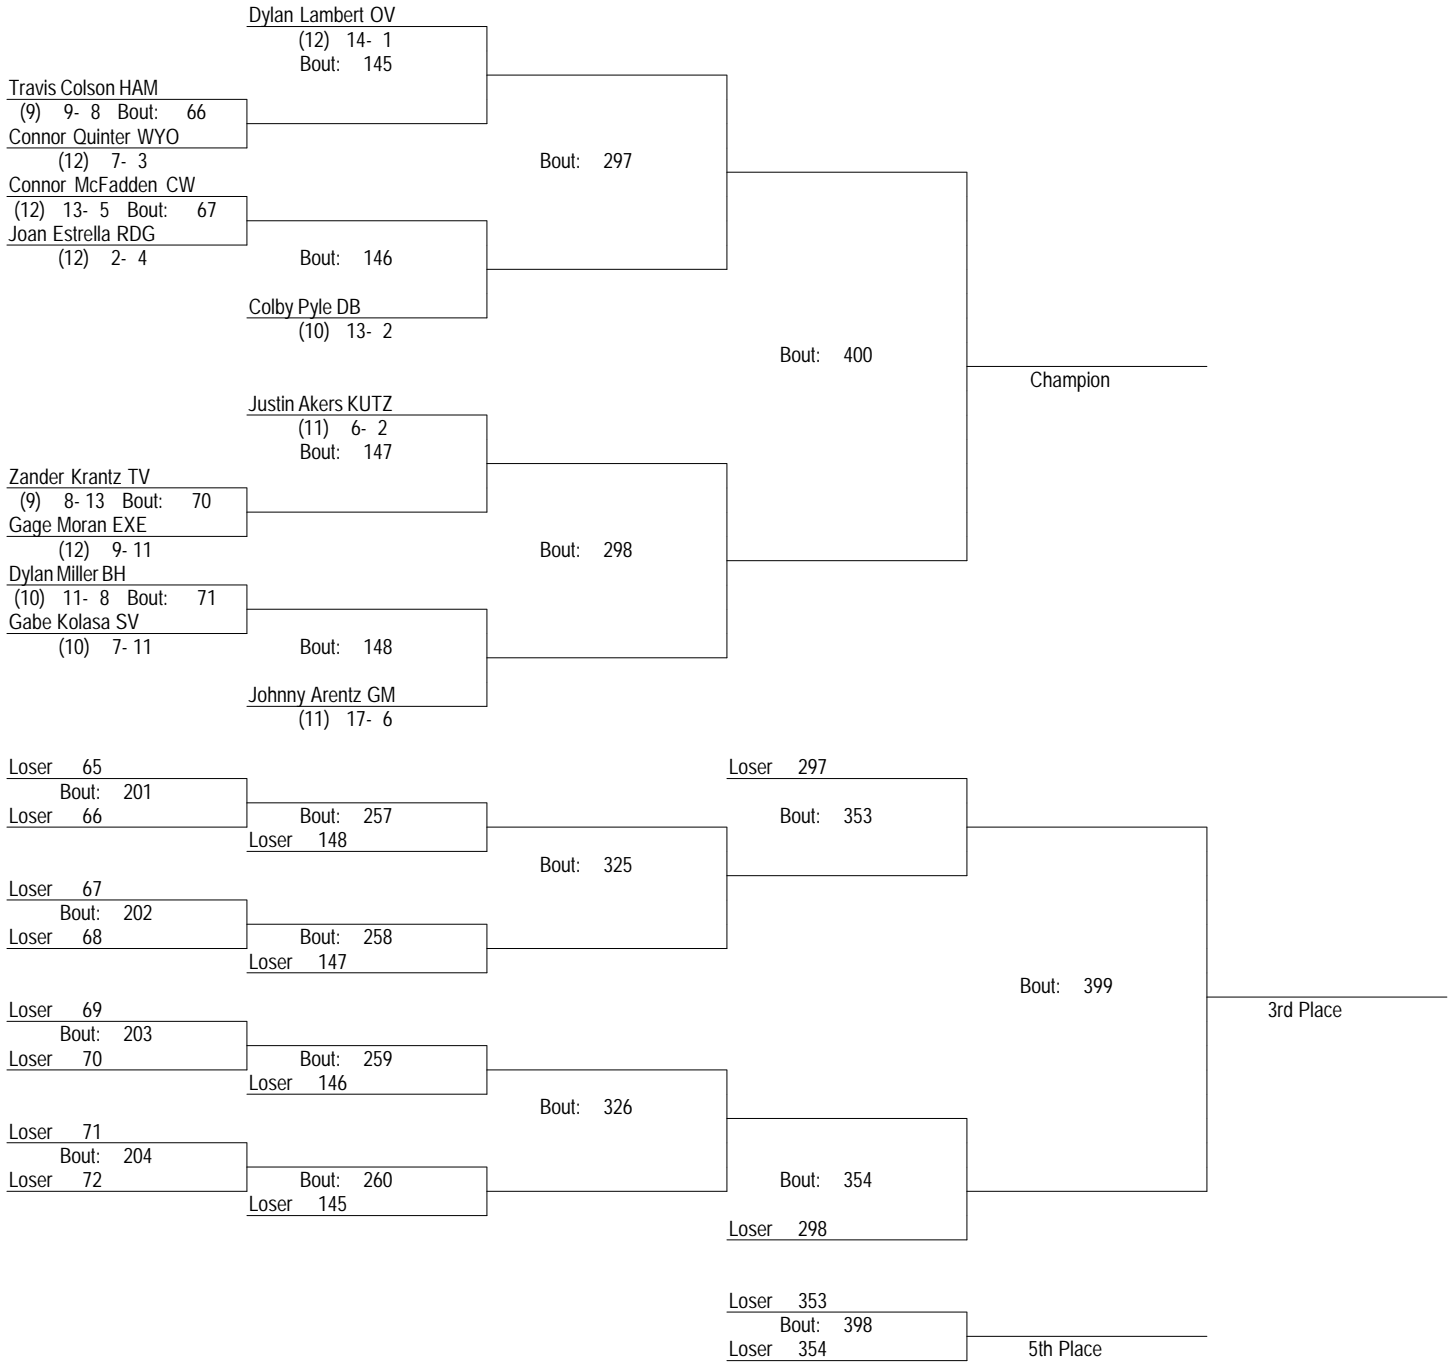 Dylan Lambert OV
(12) 14- 1
Bout: 145
Travis Colson HAM
(9) 9- 8 Bout: 66
Connor Quinter WYO
(12) 7- 3
Bout: 297
Connor McFadden CW
(12) 13- 5 Bout: 67
Joan Estrella RDG
(12) 2- 4
Bout: 146
Colby Pyle DB
(10) 13- 2
Bout: 400
Champion
Justin Akers KUTZ
(11) 6- 2
Bout: 147
Zander Krantz TV
(9) 8- 13 Bout: 70
Gage Moran EXE
(12) 9- 11
Bout: 298
Dylan Miller BH
(10) 11- 8 Bout: 71
Gabe Kolasa SV
(10) 7- 11
Bout: 148
Johnny Arentz GM
(11) 17- 6
Loser 65
Bout: 201
Loser 66
Bout: 257
Loser 148
Loser 297
Bout: 353
Bout: 325
Loser 67
Bout: 202
Loser 68
Bout: 258
Loser 147
Bout: 399
3rd Place
Loser 69
Bout: 203
Loser 70
Bout: 259
Loser 146
Bout: 326
Loser 71
Bout: 204
Loser 72
Bout: 260
Loser 145
Bout: 354
Loser 298
Loser 353
Bout: 398
Loser 354
5th Place